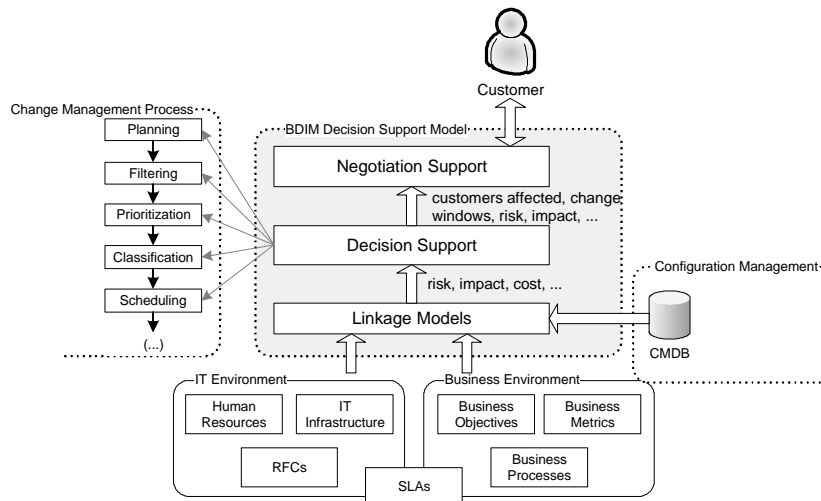 Customer
Change Management Process
Planning
Filtering
Prioritization
Classification
Scheduling
(...)
BDIM Decision Support Model
Negotiation Support
customers affected, change
windows, risk, impact, ...
Decision Support
risk, impact, cost, ...
Linkage Models
Configuration Management
CMDB
IT Environment
Human
Resources
IT
Infrastructure
RFCs
SLAs
Business Environment
Business
Objectives
Business
Metrics
Business
Processes